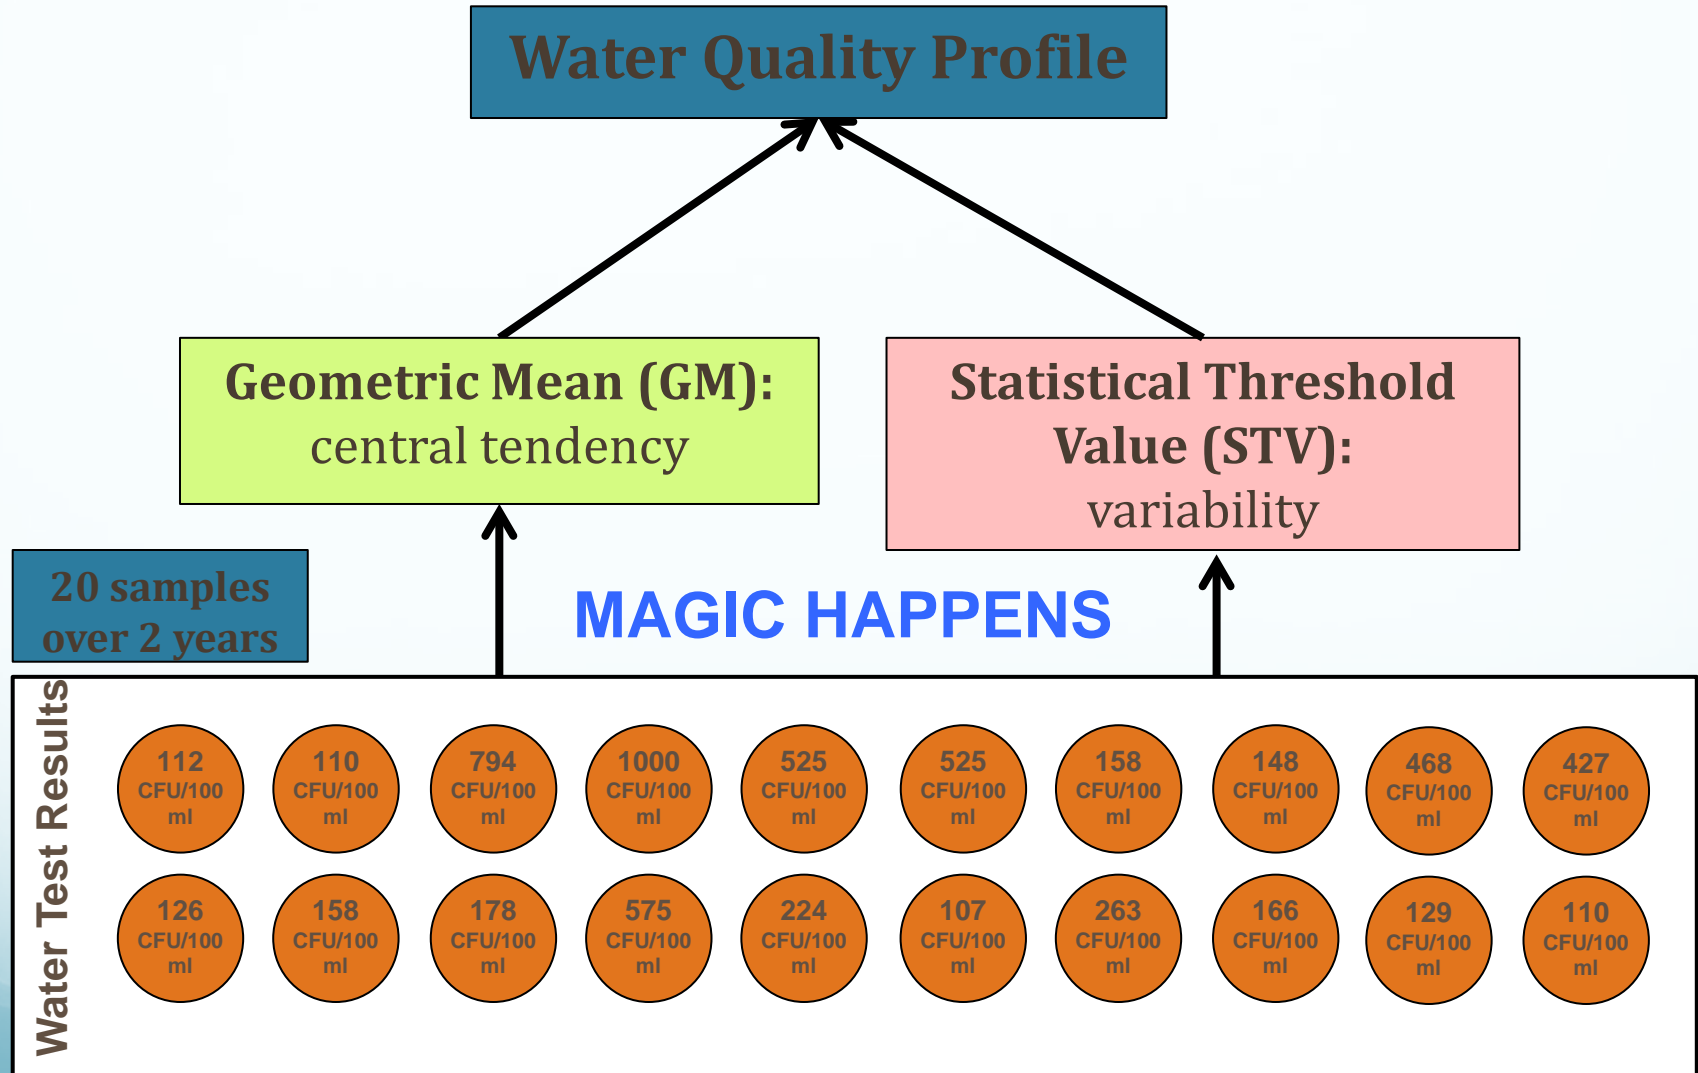 Water Quality Profile
Geometric Mean (GM):
central tendency
Statistical Threshold
Value (STV):
variability
20 samples
over 2 years
MAGIC HAPPENS
Water Test Results
112
CFU/100
ml
110
CFU/100
ml
794
CFU/100
ml
1000
CFU/100
ml
525
CFU/100
ml
525
CFU/100
ml
158
CFU/100
ml
148
CFU/100
ml
468
CFU/100
ml
427
CFU/100
ml
126
CFU/100
ml
158
CFU/100
ml
178
CFU/100
ml
575
CFU/100
ml
224
CFU/100
ml
107
CFU/100
ml
263
CFU/100
ml
166
CFU/100
ml
129
CFU/100
ml
110
CFU/100
ml